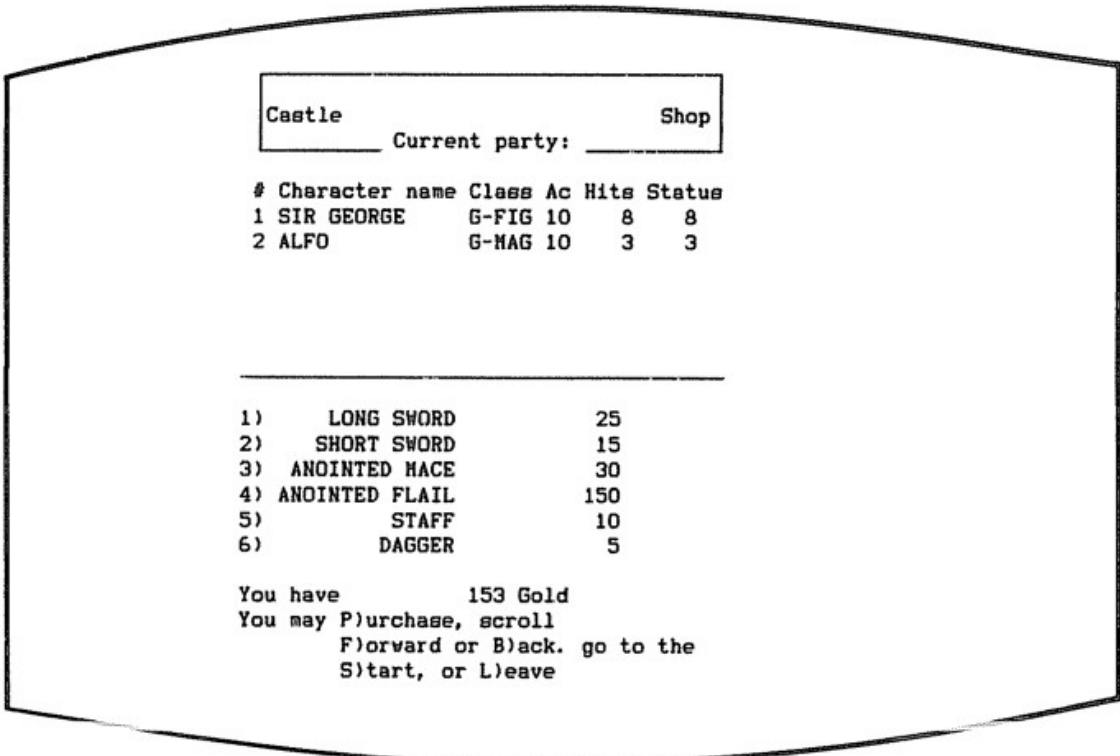 Castle Shop
Current party:
# Character name Class Ac Hits Status
1 SIR GEORGE G-FIG 10 8 8
2 ALFO G-MAG 10 3 3
1) LONG SWORD 25
2) SHORT SWORD 15
3) ANOINTED MACE 30
4) ANOINTED FLAIL 150
5) STAFF 10
6) DAGGER 5
You have 153 Gold
You may P)urchase, scroll
F)orward or B)ack. go to the
S)tart, or L)eave